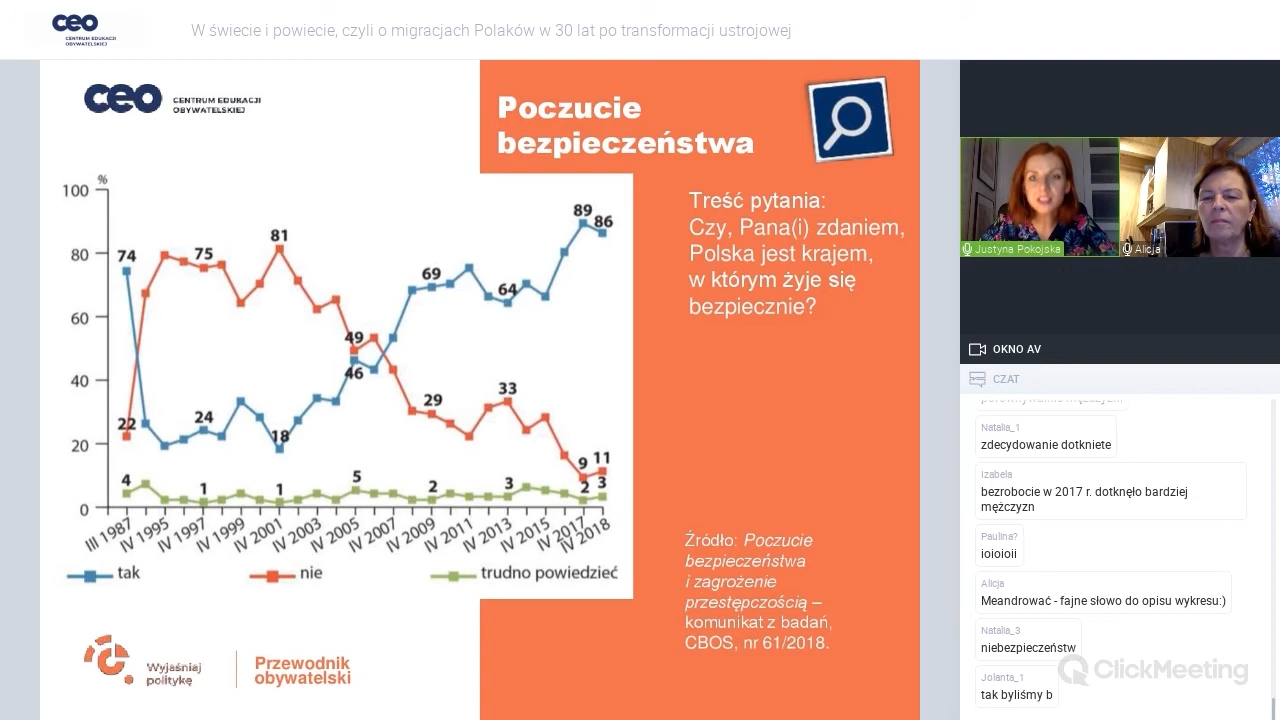 ceo
CENTRUM EDUKACJI
OBYWATELSKIEJ
W świecie i powiecie, czyli o migracjach Polaków w 30 lat po transformacji ustrojowej
ceo
CENTRUM EDUKACJI
OBYWATELSKIEJ
Poczucie
bezpieczeństwa
Treść pytania:
Czy, Pana(i) zdaniem,
Polska jest krajem,
w którym żyje się
bezpiecznie?
%
100
80
60
40
20
0
74
22
4
75
24
1
81
18
1
49
46
5
69
29
2
64
33
3
89
9
2
86
11
3
III 1987
IV 1995
IV 1997
IV 1999
IV 2001
IV 2003
IV 2005
IV 2007
IV 2009
IV 2011
IV 2013
IV 2015
IV 2017
IV 2018
tak
nie
trudno powiedzieć
Źródło: Poczucie
bezpieczeństwa
i zagrożenie
przestępczością –
komunikat z badań,
CBOS, nr 61/2018.
Wyjaśniaj
politykę
Przewodnik
obywatelski
Justyna Pokojska
Alicja
OKNO AV
CZAT
Natalia_1
zdecydowanie dotkniete
Izabela
bezrobocie w 2017 r. dotknęło bardziej
mężczyzn
Paulina?
ioioioii
Alicja
Meandrować - fajne słowo do opisu wykresu:)
Natalia_3
niebezpieczeństw
Jolanta_1
tak byliśmy b
ClickMeeting